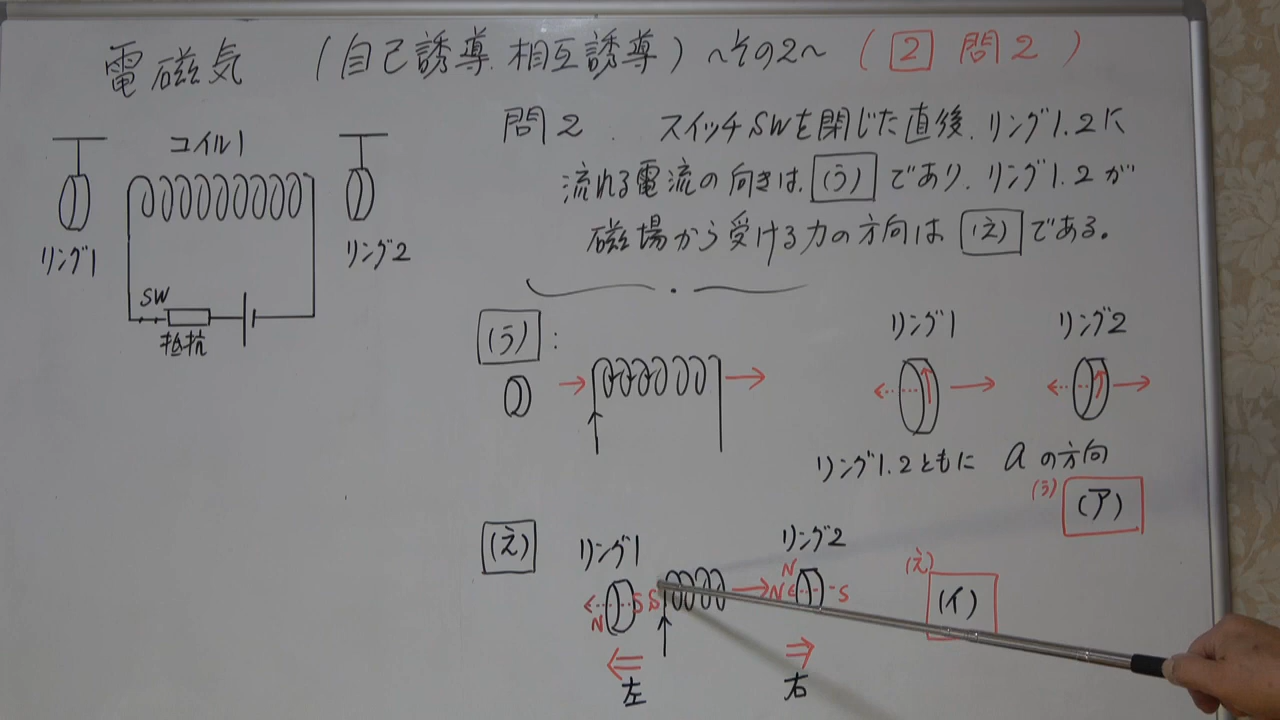 電磁気 (自己誘導.相互誘導) ～その2～ (2 問2)
コイル1
リング1
リング2
SW
抵抗
問2. スイッチSWを閉じた直後.リング1.2に
流れる電流の向きは.(う)であり.リング1.2が
磁場から受ける力の方向は(え)である。
(う):
リング1
リング2
リング1.2ともに aの方向
(う)
(ア)
(え)
リング1
リング2
N
S
S
N
N
S
左
右
(え)
(イ)